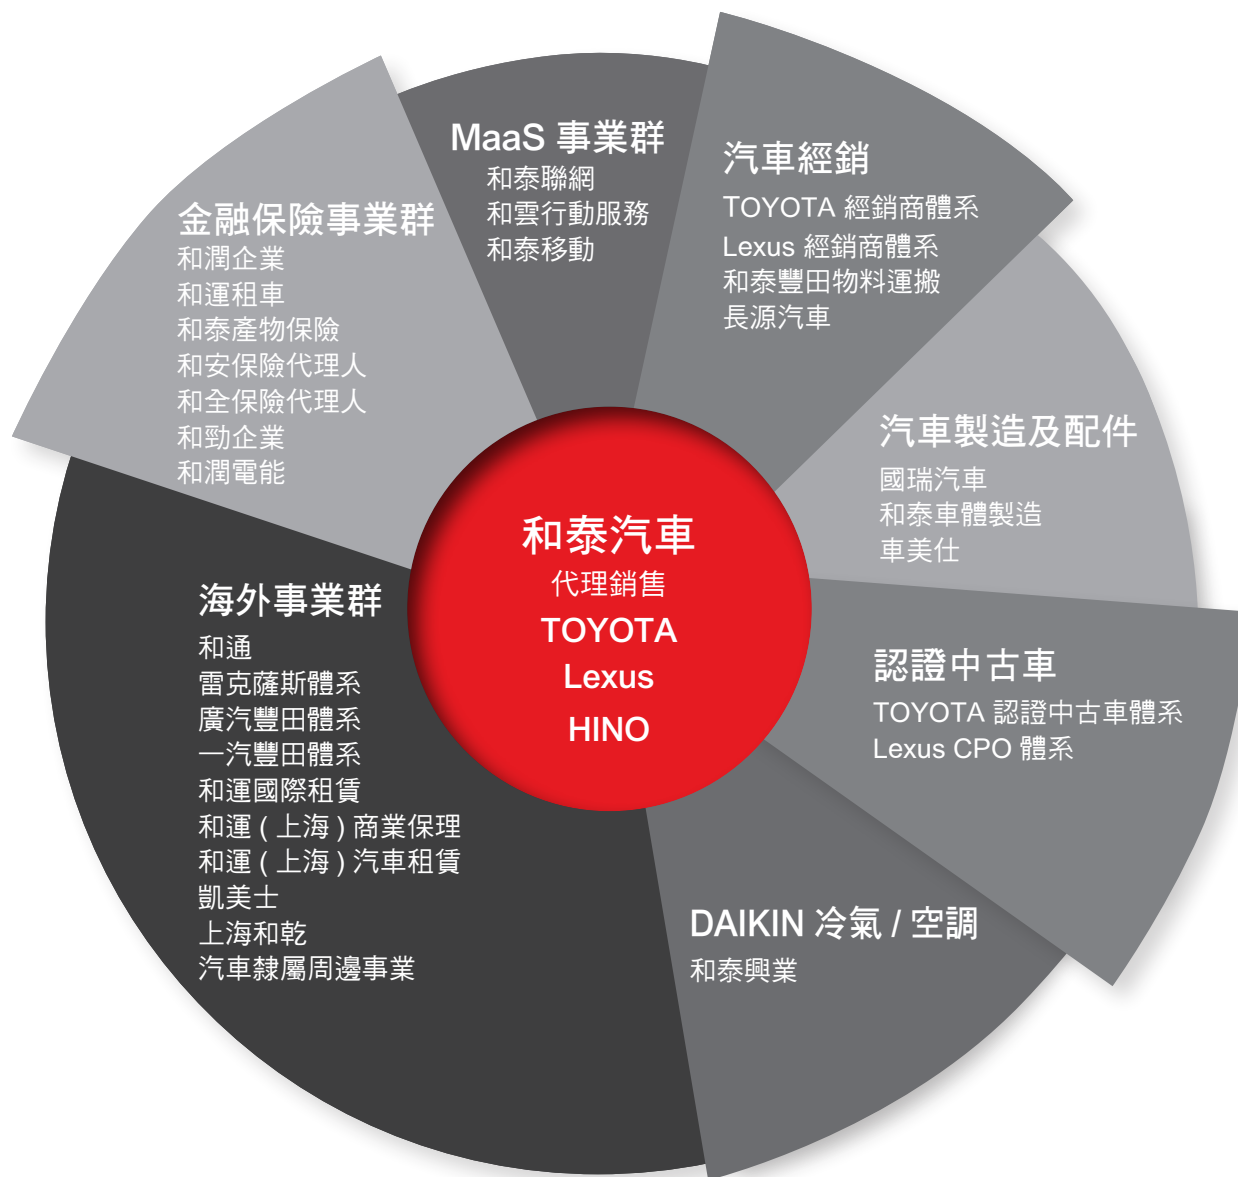 MaaS 事業群
和泰聯網
和雲行動服務
和泰移動
汽車經銷
TOYOTA 經銷商體系
Lexus 經銷商體系
和泰豐田物料運搬
長源汽車
金融保險事業群
和潤企業
和運租車
和泰產物保險
和安保險代理人
和全保險代理人
和勁企業
和潤電能
汽車製造及配件
國瑞汽車
和泰車體製造
車美仕
和泰汽車
代理銷售
TOYOTA
Lexus
HINO
海外事業群
和通
雷克薩斯體系
廣汽豐田體系
一汽豐田體系
和運國際租賃
和運 ( 上海 ) 商業保理
和運 ( 上海 ) 汽車租賃
凱美士
上海和乾
汽車隸屬周邊事業
認證中古車
TOYOTA 認證中古車體系
Lexus CPO 體系
DAIKIN 冷氣 / 空調
和泰興業